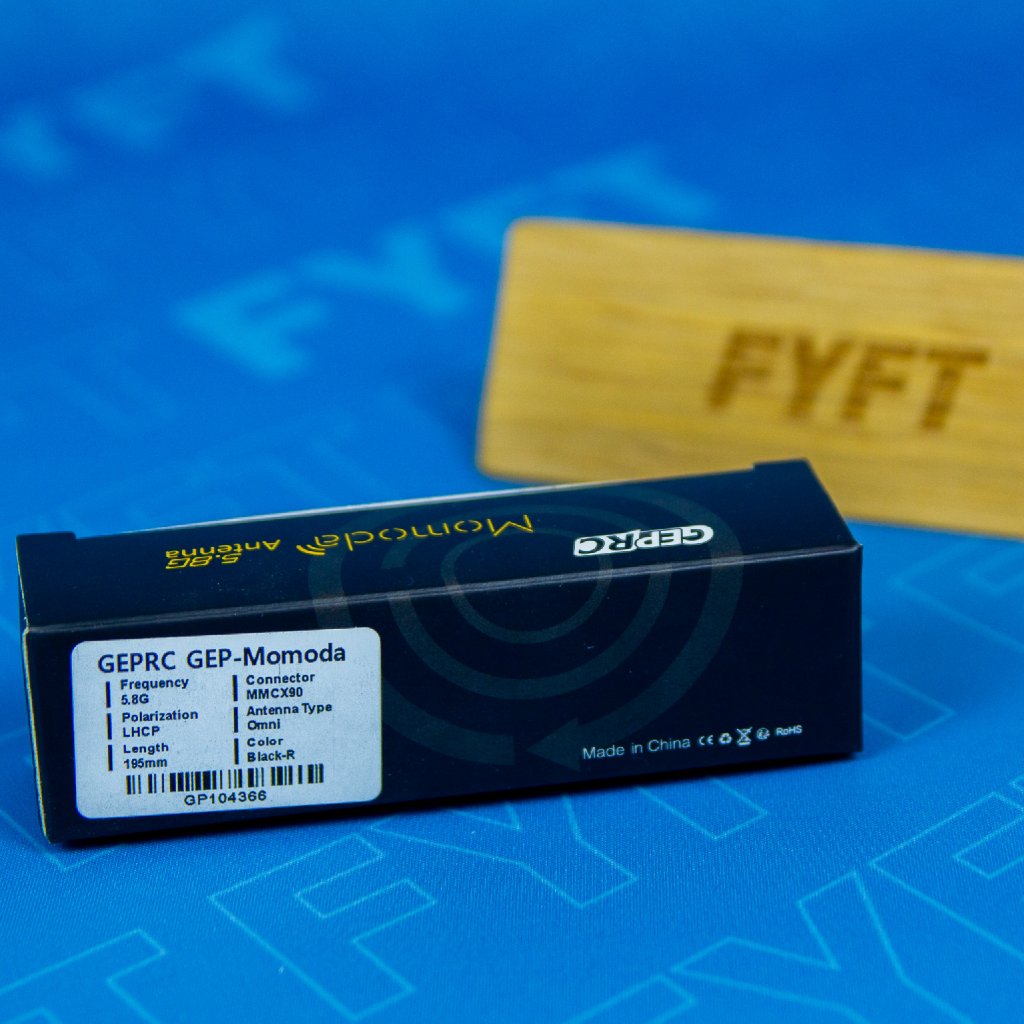 FYFT
GEPRC
Momoda Antenna
5.8G
GEPRC GEP-Momoda
Frequency
5.8G
Polarization
LHCP
Length
195mm
Connector
MMCX90
Antenna Type
Omni
Color
Black-R
GP104366
Made in China CE RoHS